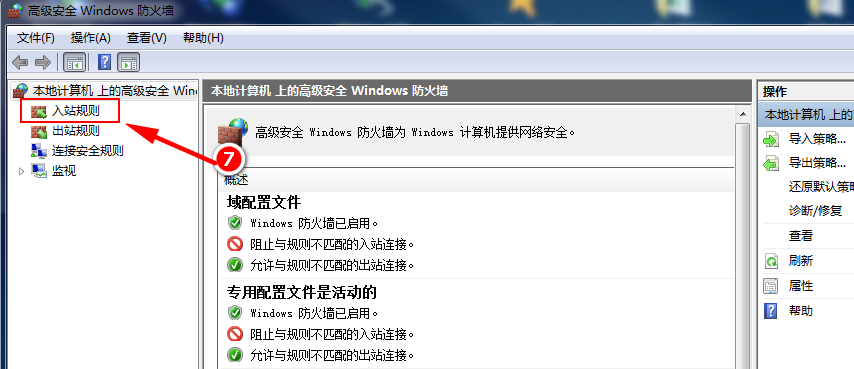 高级安全 Windows 防火墙
文件(F) 操作(A) 查看(V) 帮助(H)
本地计算机 上的高级安全 Win
入站规则
出站规则
连接安全规则
监视
7
本地计算机 上的高级安全 Windows 防火墙
高级安全 Windows 防火墙为 Windows 计算机提供网络安全。
概述
域配置文件
Windows 防火墙已启用。
阻止与规则不匹配的入站连接。
允许与规则不匹配的出站连接。
专用配置文件是活动的
Windows 防火墙已启用。
阻止与规则不匹配的入站连接。
允许与规则不匹配的出站连接。
操作
本地计算机 上的
导入策略...
导出策略...
还原默认策略
诊断/修复
查看
刷新
属性
帮助